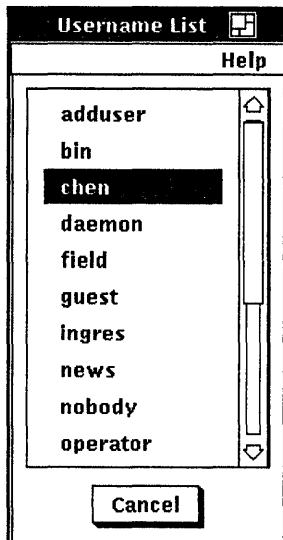 Username List
Help
adduser
bin
chen
daemon
field
guest
ingres
news
nobody
operator
Cancel